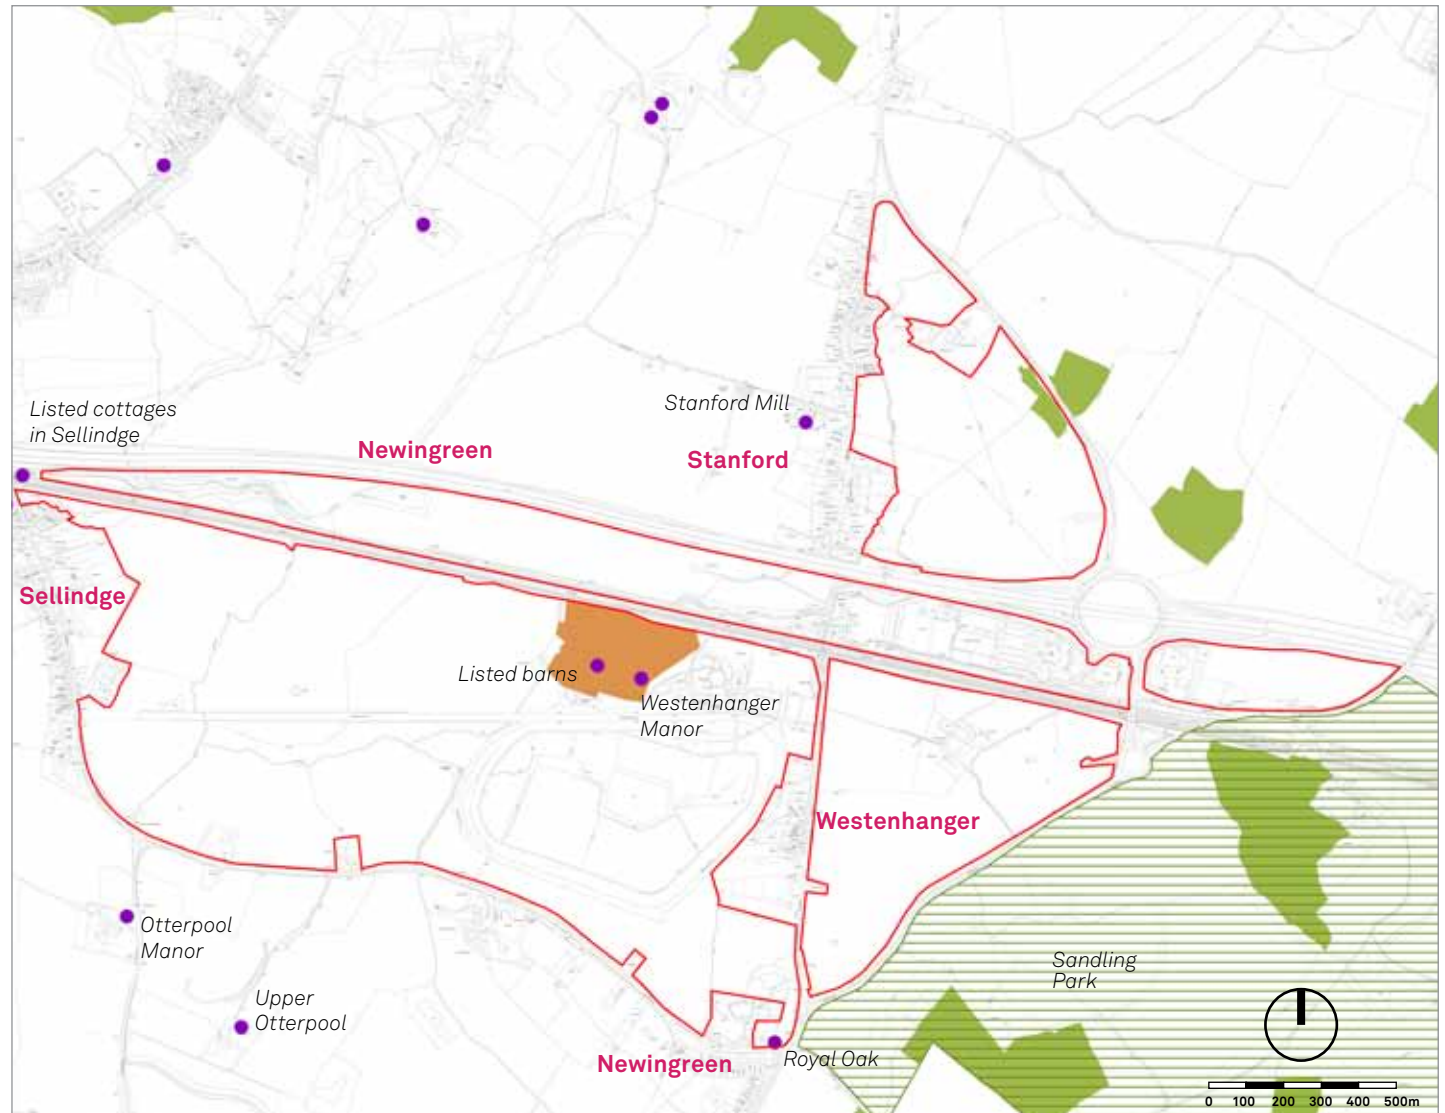 Listed cottages
in Sellindge
Newingreen
Stanford Mill
Stanford
Sellindge
Listed barns
Westenhanger
Manor
Westenhanger
Otterpool
Manor
Sandling
Park
Upper
Otterpool
Newingreen
Royal Oak
0 100 200 300 400 500m